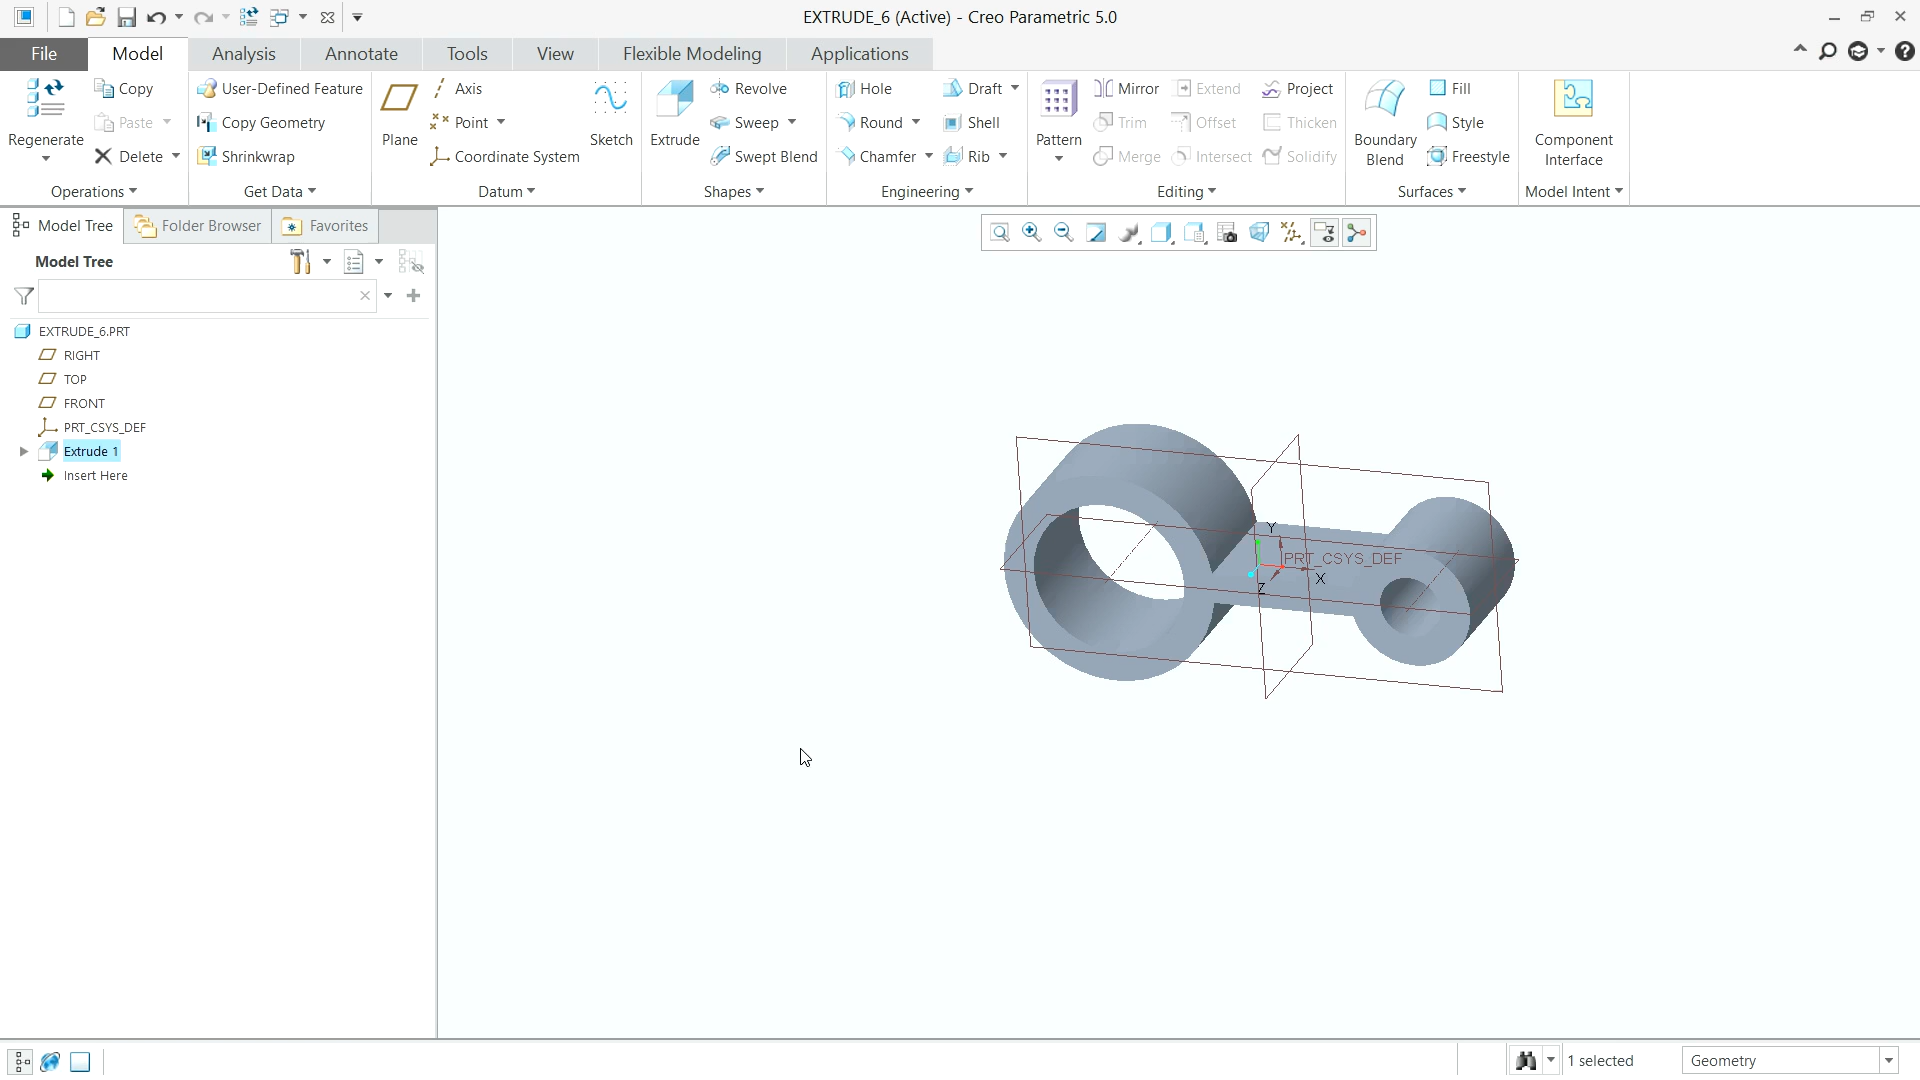 EXTRUDE_6 (Active) - Creo Parametric 5.0
File Model Analysis Annotate Tools View Flexible Modeling Applications
Regenerate
Copy
Paste
Delete
Operations
User-Defined Feature
Copy Geometry
Shrinkwrap
Get Data
Plane
Axis
Point
Coordinate System
Sketch
Datum
Extrude
Revolve
Sweep
Swept Blend
Shapes
Hole
Round
Chamfer
Draft
Shell
Rib
Engineering
Pattern
Mirror
Trim
Merge
Extend
Offset
Intersect
Project
Thicken
Solidify
Editing
Boundary
Blend
Fill
Style
Freestyle
Surfaces
Component
Interface
Model Intent
Model Tree Folder Browser Favorites
Model Tree
EXTRUDE_6.PRT
RIGHT
TOP
FRONT
PRT_CSYS_DEF
Extrude 1
Insert Here
Y
PRT_CSYS_DEF
X
Z
1 selected
Geometry